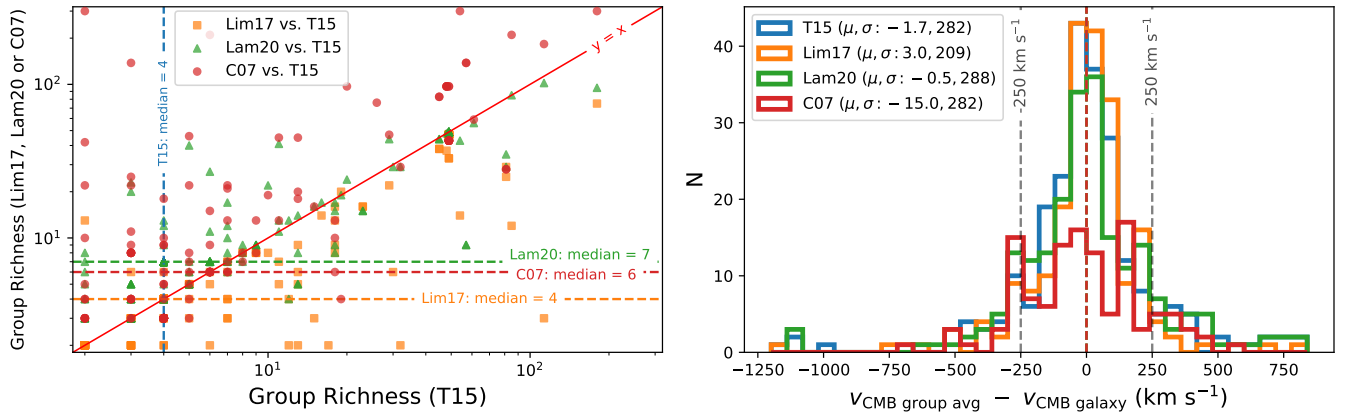 Group Richness (Lim17, Lam20 or C07)
10²
10¹
Lim17 vs. T15
Lam20 vs. T15
C07 vs. T15
T15: median = 4
y = x
Lam20: median = 7
C07: median = 6
Lim17: median = 4
10¹
10²
Group Richness (T15)
N
40
30
20
10
0
T15 (μ, σ: −1.7, 282)
Lim17 (μ, σ: 3.0, 209)
Lam20 (μ, σ: −0.5, 288)
C07 (μ, σ: −15.0, 282)
-250 km s⁻¹
250 km s⁻¹
−1250 −1000 −750 −500 −250 0 250 500 750
vCMB group avg − vCMB galaxy (km s⁻¹)